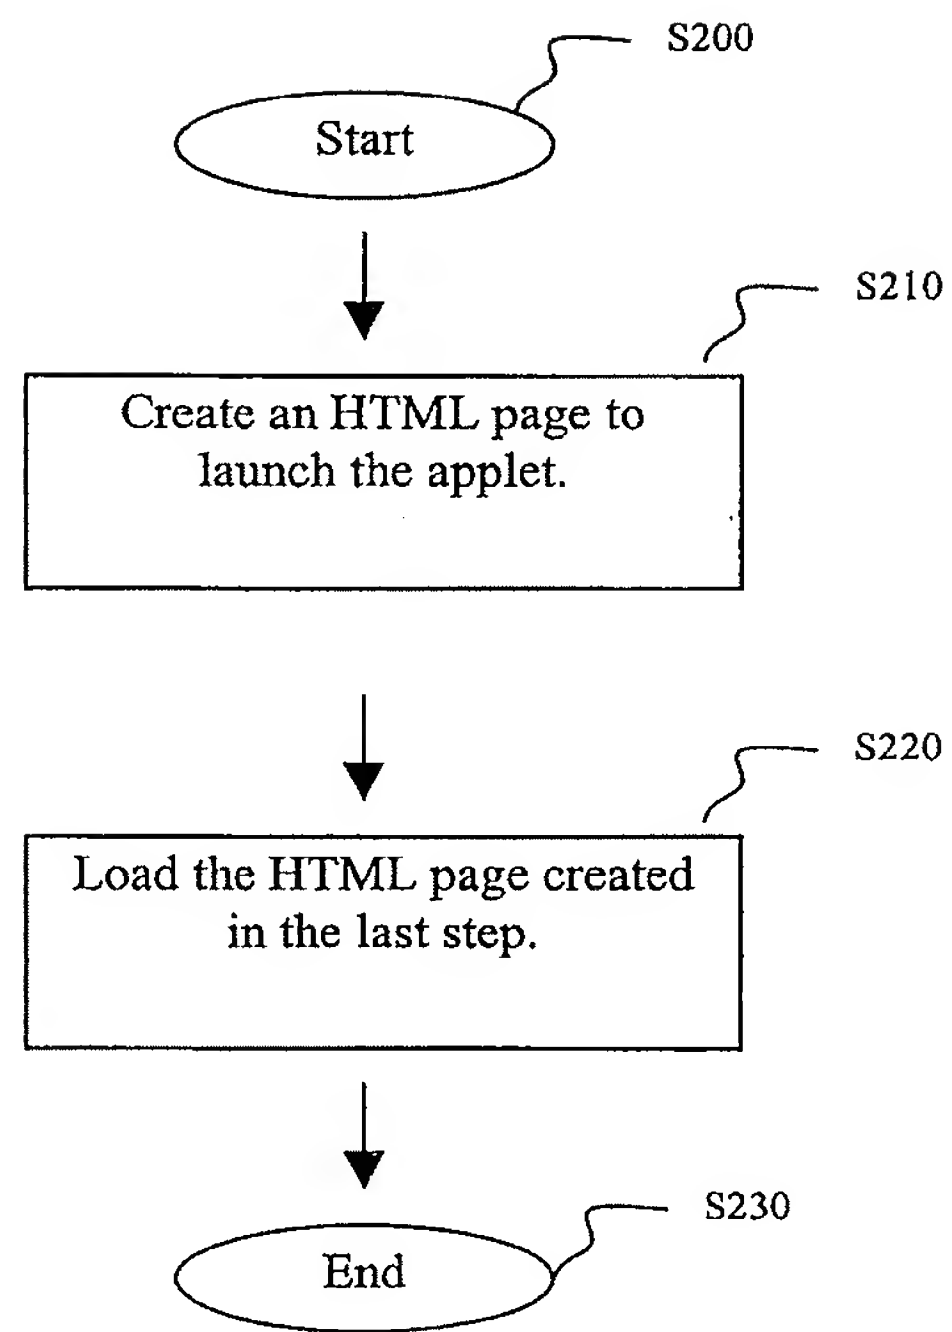 S200
Start
S210
Create an HTML page to
launch the applet.
S220
Load the HTML page created
in the last step.
S230
End